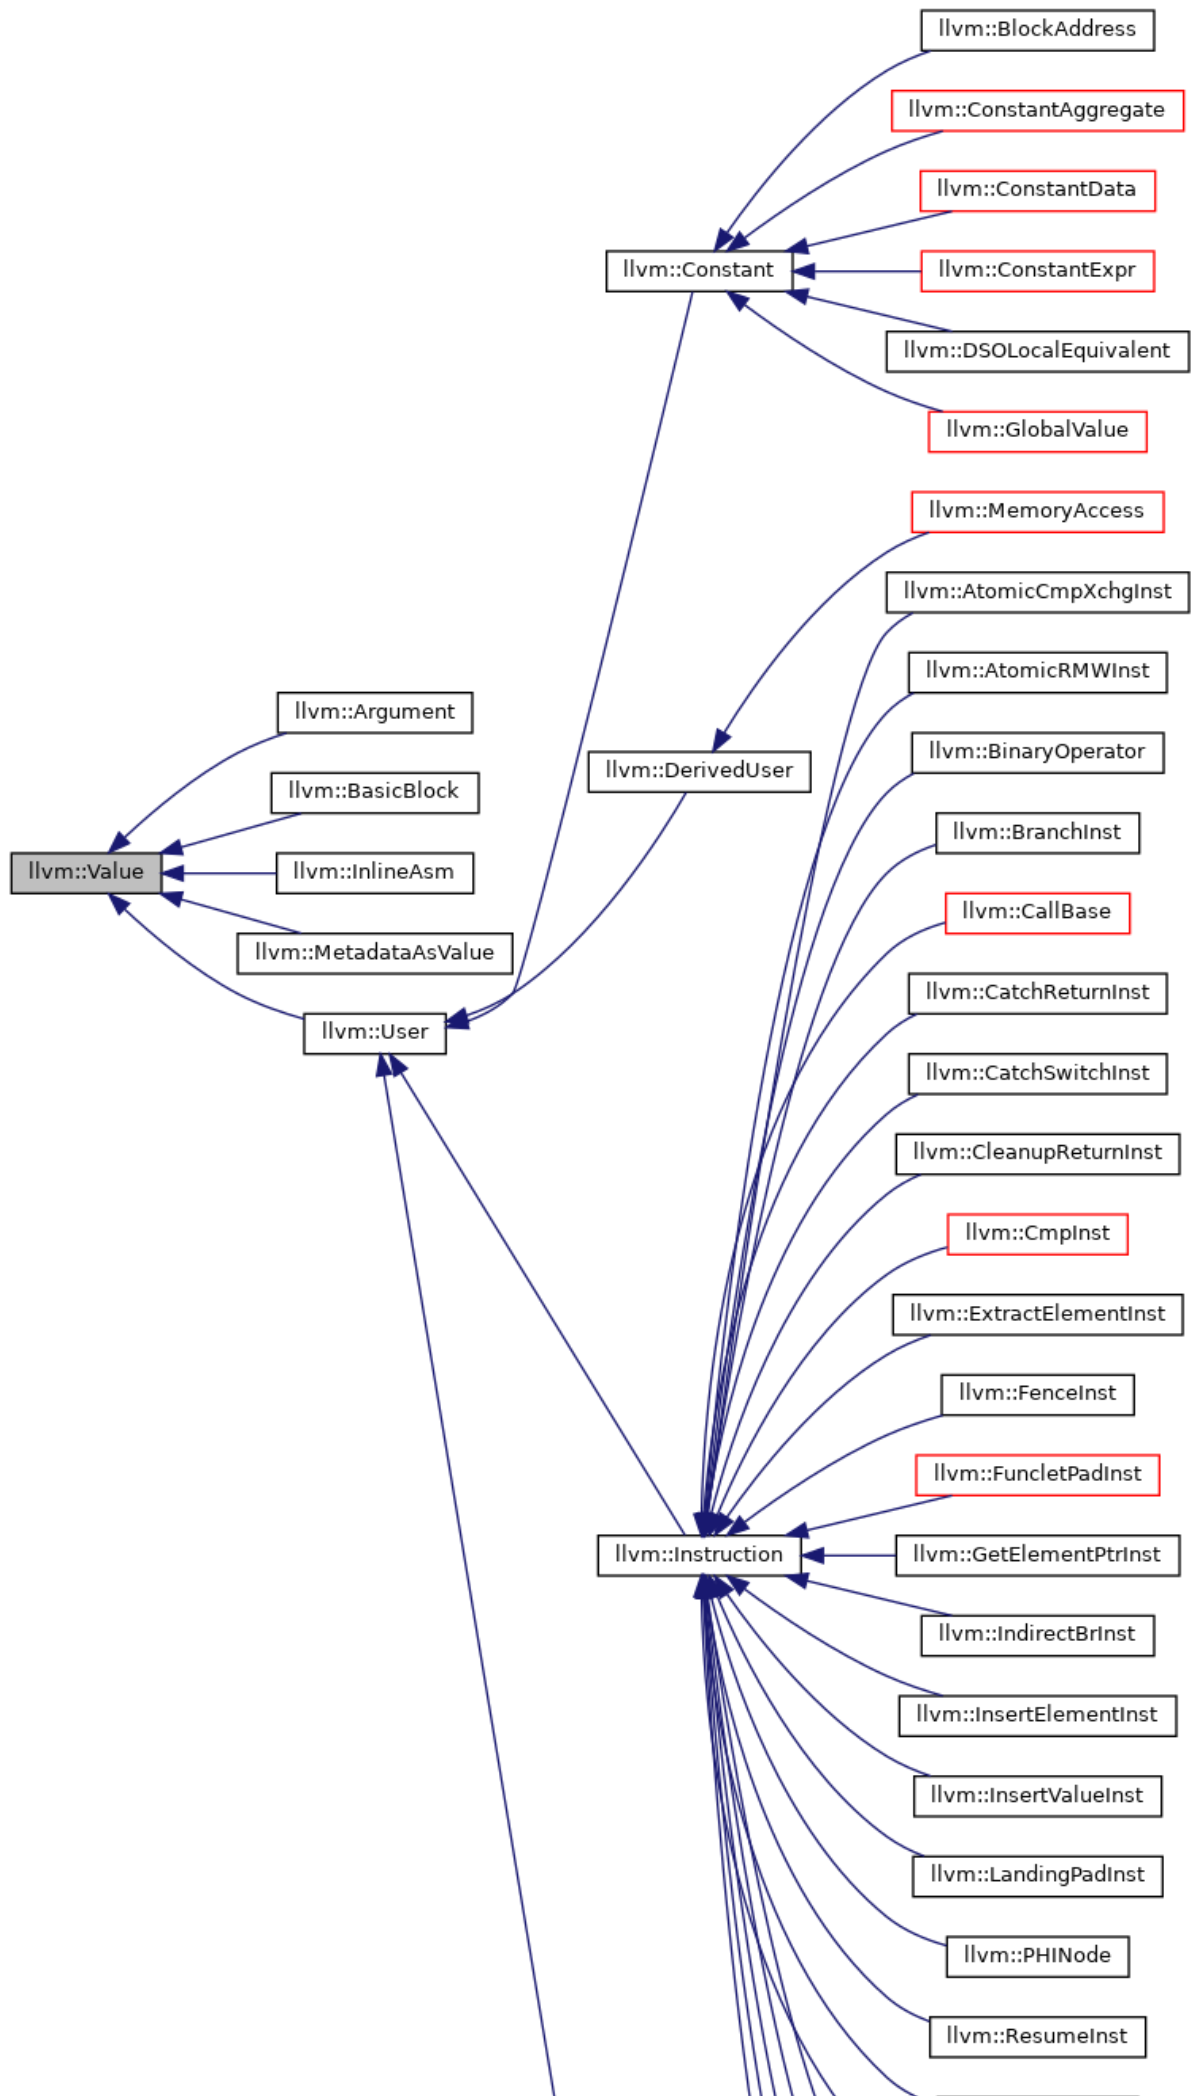 llvm::BlockAddress
llvm::ConstantAggregate
llvm::ConstantData
llvm::Constant
llvm::ConstantExpr
llvm::DSOLocalEquivalent
llvm::GlobalValue
llvm::MemoryAccess
llvm::AtomicCmpXchgInst
llvm::AtomicRMWInst
llvm::Argument
llvm::BinaryOperator
llvm::DerivedUser
llvm::BasicBlock
llvm::BranchInst
llvm::Value
llvm::InlineAsm
llvm::CallBase
llvm::MetadataAsValue
llvm::CatchReturnInst
llvm::User
llvm::CatchSwitchInst
llvm::CleanupReturnInst
llvm::CmpInst
llvm::ExtractElementInst
llvm::FenceInst
llvm::FuncletPadInst
llvm::Instruction
llvm::GetElementPtrInst
llvm::IndirectBrInst
llvm::InsertElementInst
llvm::InsertValueInst
llvm::LandingPadInst
llvm::PHINode
llvm::ResumeInst